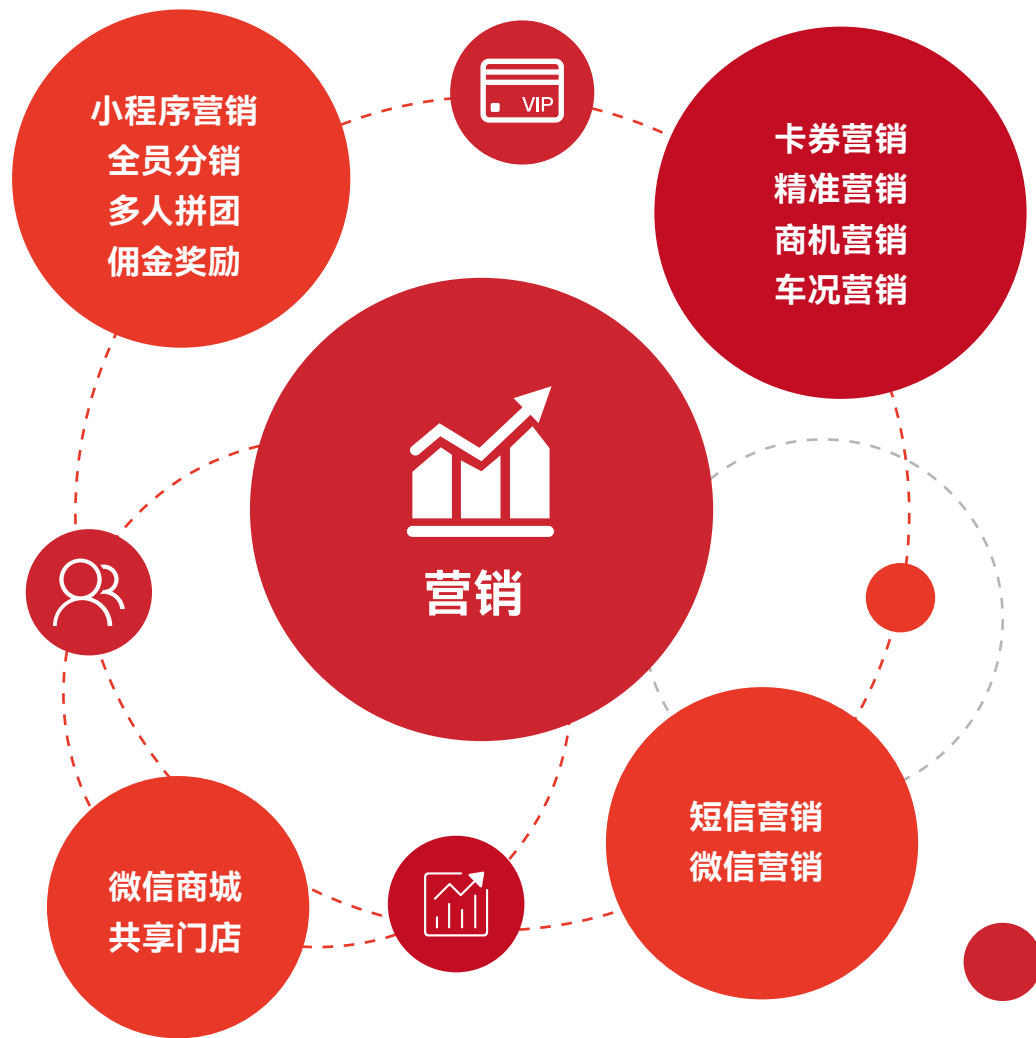 小程序营销
全员分销
多人拼团
佣金奖励
VIP
卡券营销
精准营销
商机营销
车况营销
营销
短信营销
微信营销
微信商城
共享门店